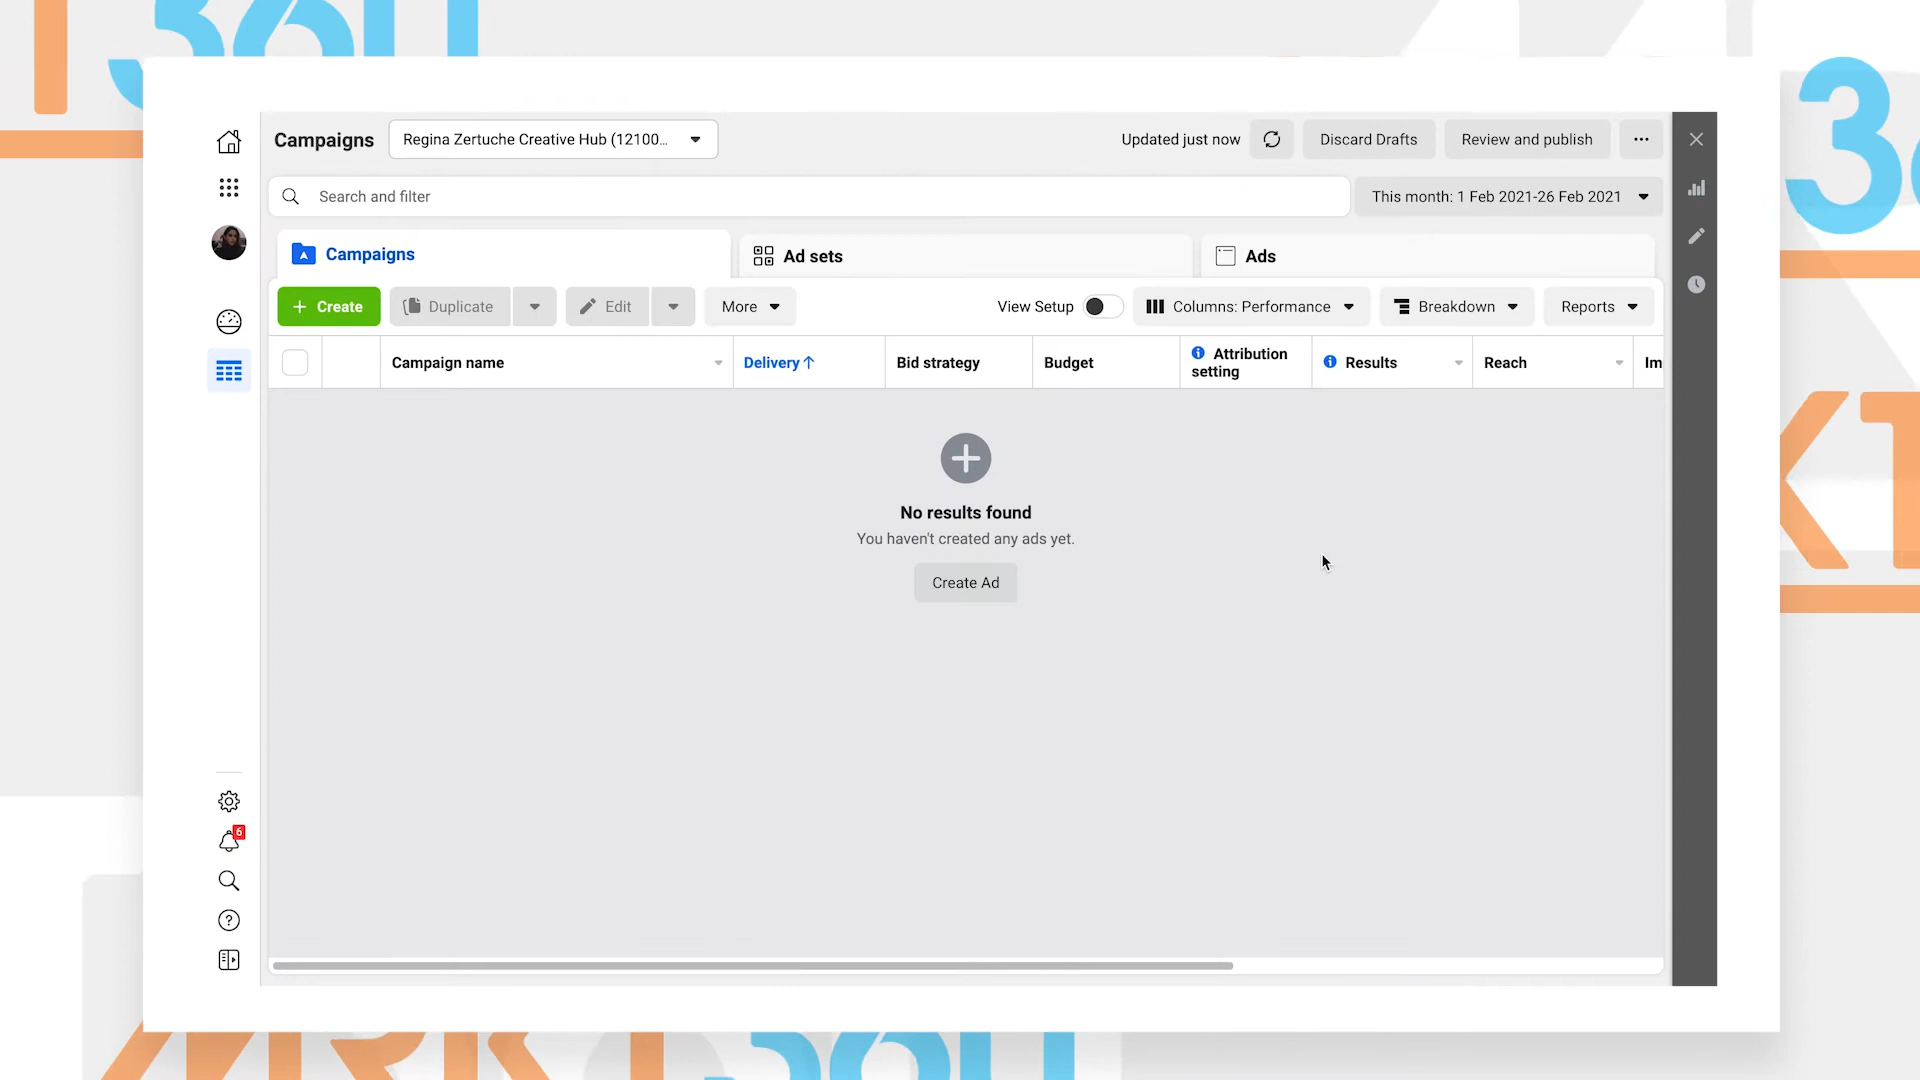 Campaigns
Regina Zertuche Creative Hub (12100...
Updated just now
Discard Drafts
Review and publish
Search and filter
This month: 1 Feb 2021-26 Feb 2021
Campaigns
Ad sets
Ads
+ Create
Duplicate
Edit
More
View Setup
Columns: Performance
Breakdown
Reports
Campaign name
Delivery↑
Bid strategy
Budget
Attribution
setting
Results
Reach
Im
No results found
You haven't created any ads yet.
Create Ad
6